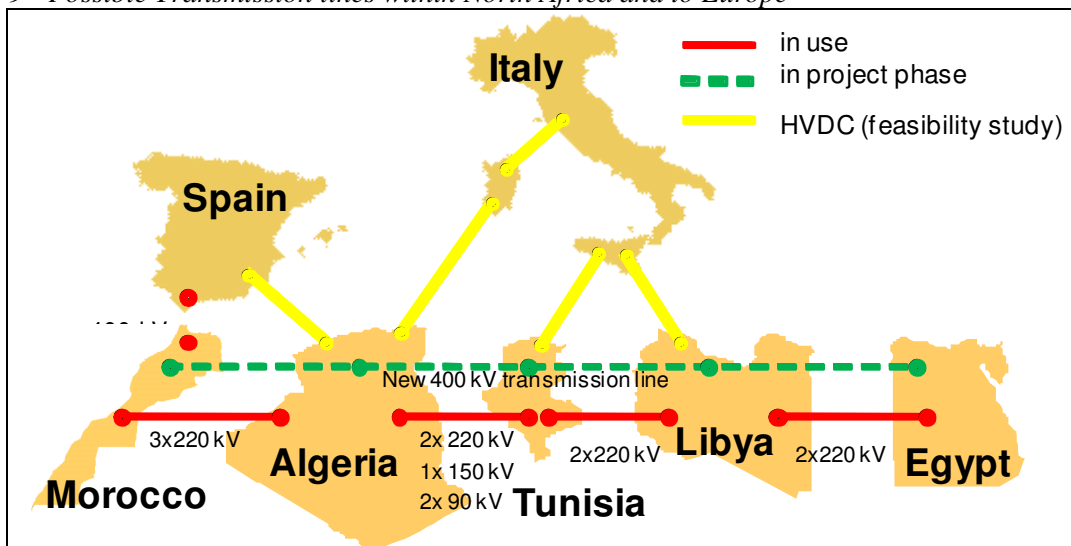 Possible Transmission lines within North Africa and to Europe
Italy
in use
in project phase
HVDC (feasibility study)
Spain
New 400 kV transmission line
3x220 kV
2x 220 kV
1x 150 kV
2x 90 kV
2x220 kV
2x220 kV
Morocco
Algeria
Tunisia
Libya
Egypt